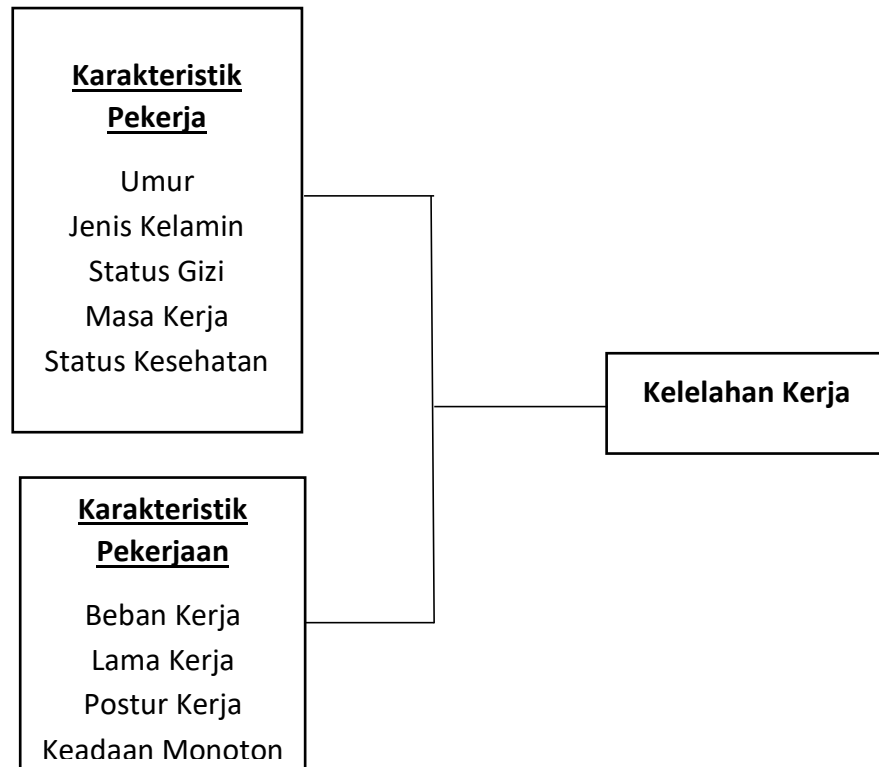 Karakteristik
Pekerja
Umur
Jenis Kelamin
Status Gizi
Masa Kerja
Status Kesehatan
Kelelahan Kerja
Karakteristik
Pekerjaan
Beban Kerja
Lama Kerja
Postur Kerja
Keadaan Monoton